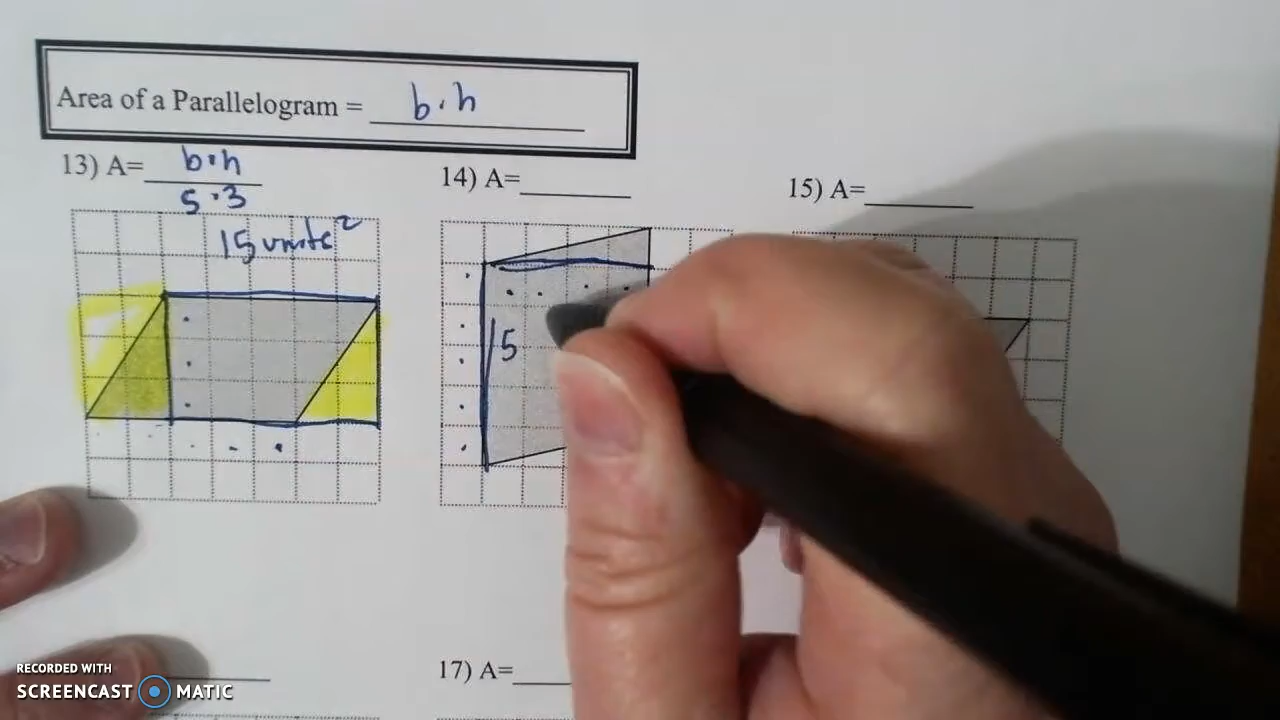 Area of a Parallelogram = b·h
13) A= b·h
5·3
15 units²
14) A=
15) A=
5
17) A=
RECORDED WITH
SCREENCAST MATIC